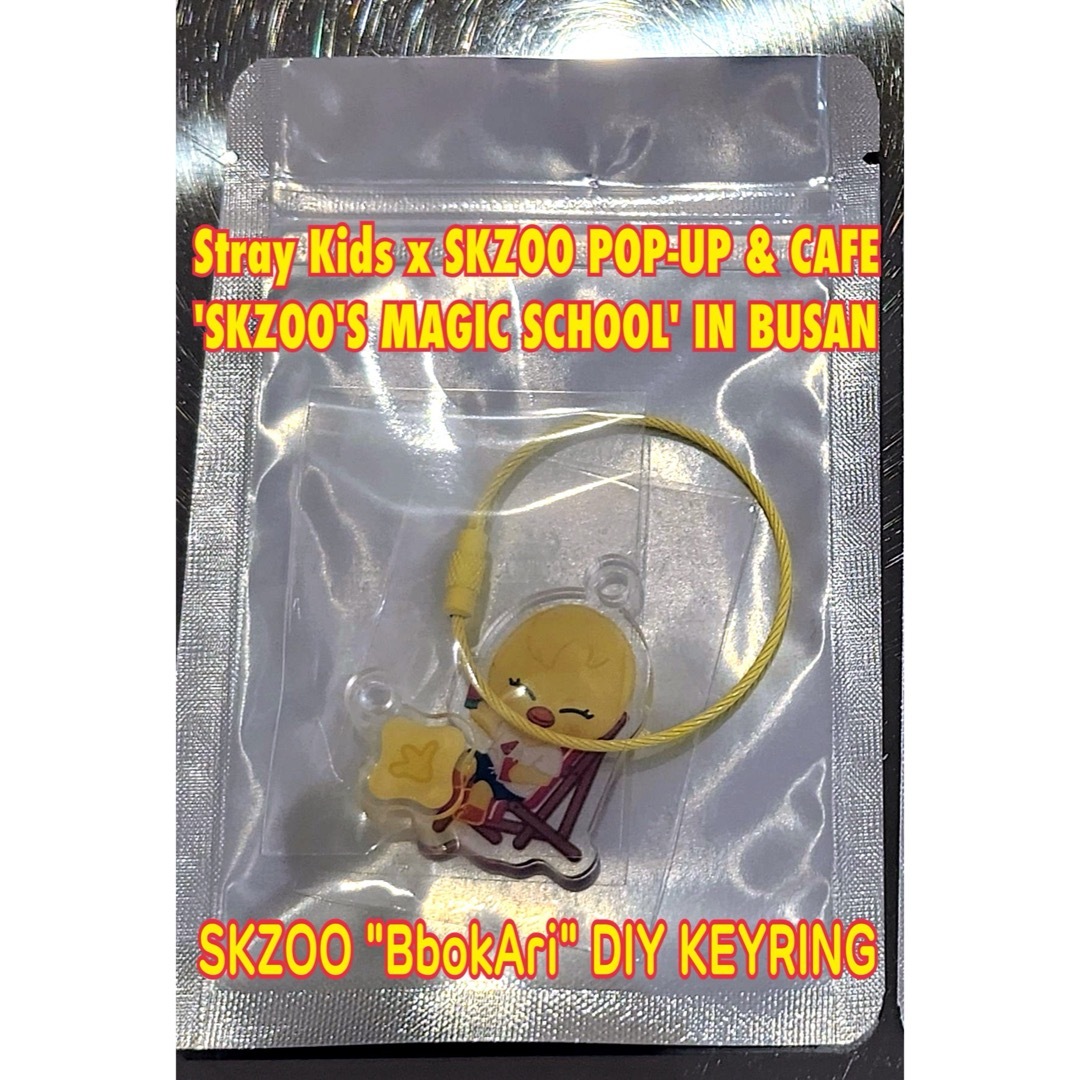 Stray Kids x SKZOO POP-UP & CAFE
'SKZOO'S MAGIC SCHOOL' IN BUSAN
SKZOO "BbokAri" DIY KEYRING